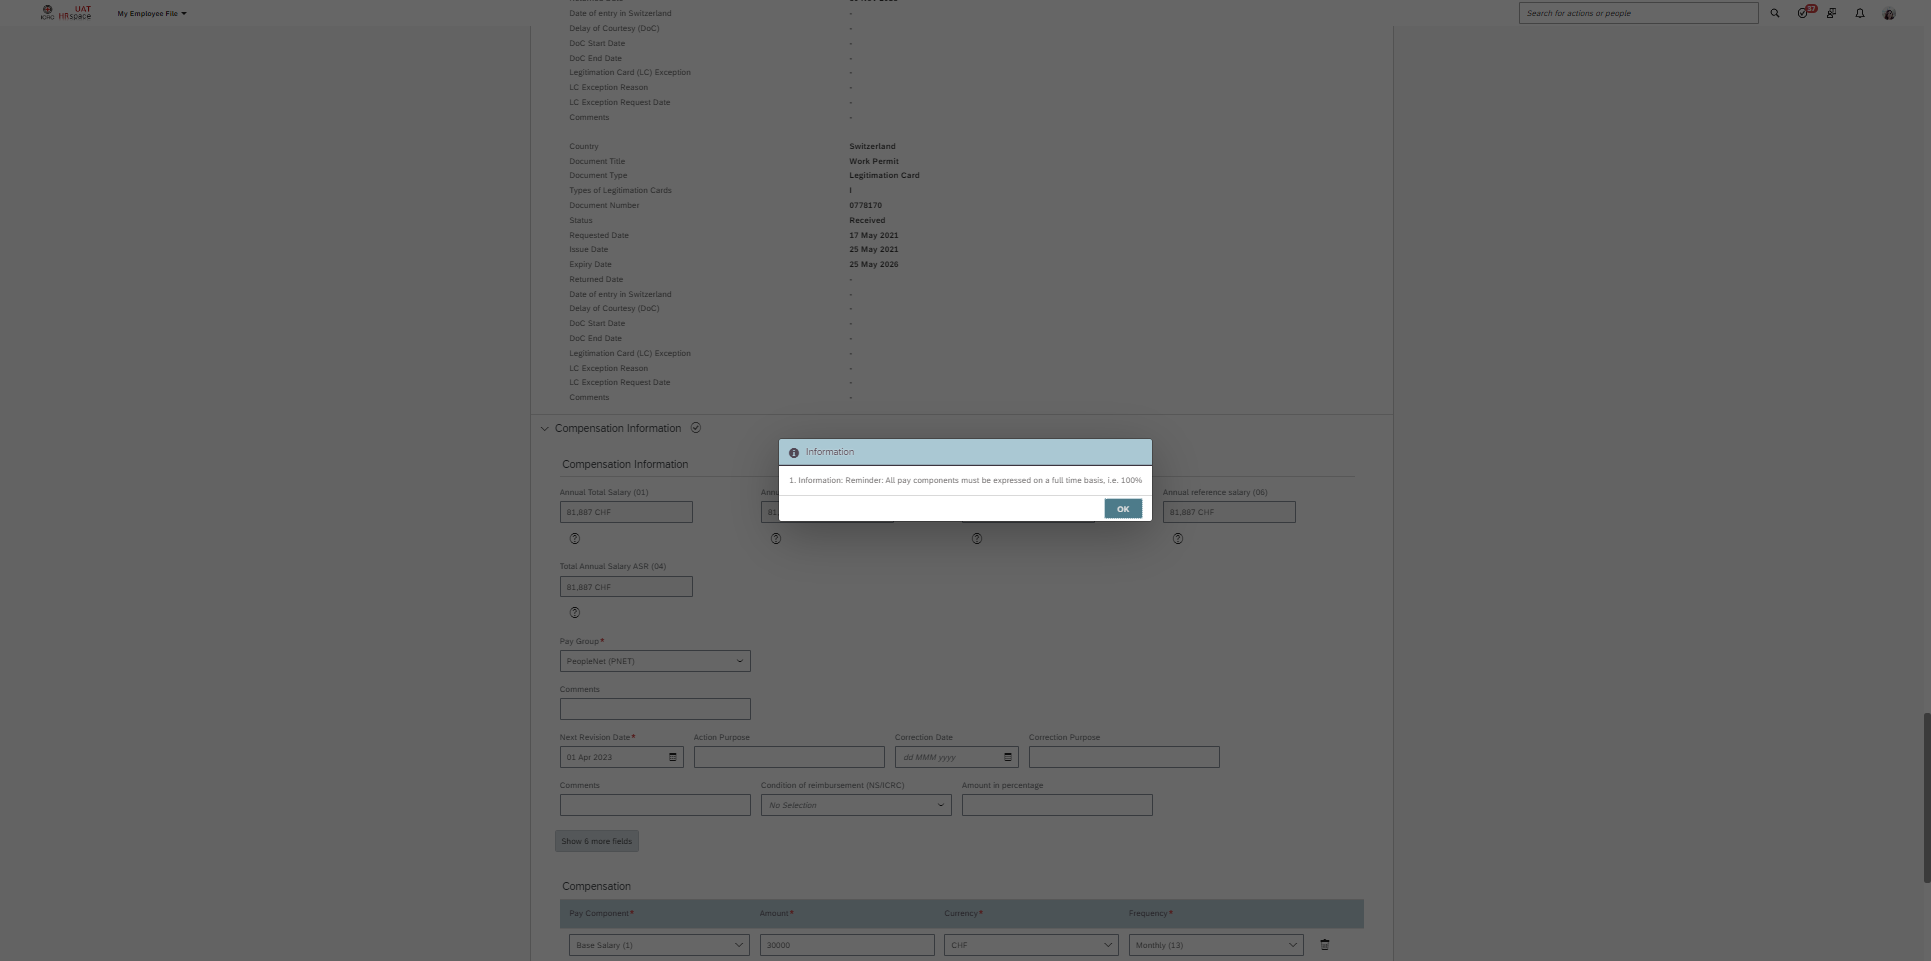 ICRC
UAT
HRspace
My Employee File
Search for actions or people
37
Date of entry in Switzerland -
Delay of Courtesy (DoC) -
DoC Start Date -
DoC End Date -
Legitimation Card (LC) Exception -
LC Exception Reason -
LC Exception Request Date -
Comments -
Country Switzerland
Document Title Work Permit
Document Type Legitimation Card
Types of Legitimation Cards I
Document Number 0778170
Status Received
Requested Date 17 May 2021
Issue Date 25 May 2021
Expiry Date 25 May 2026
Returned Date -
Date of entry in Switzerland -
Delay of Courtesy (DoC) -
DoC Start Date -
DoC End Date -
Legitimation Card (LC) Exception -
LC Exception Reason -
LC Exception Request Date -
Comments -
Compensation Information
Information
Compensation Information
1. Information: Reminder: All pay components must be expressed on a full time basis, i.e. 100%
OK
Annual Total Salary (01) Annual reference salary (06)
81,887 CHF 81, 81,887 CHF
Total Annual Salary ASR (04)
81,887 CHF
Pay Group*
PeopleNet (PNET)
Comments
Next Revision Date* Action Purpose Correction Date Correction Purpose
01 Apr 2023 dd MMM yyyy
Comments Condition of reimbursement (NS/ICRC) Amount in percentage
No Selection
Show 6 more fields
Compensation
Pay Component* Amount* Currency* Frequency*
Base Salary (1) 30000 CHF Monthly (13)